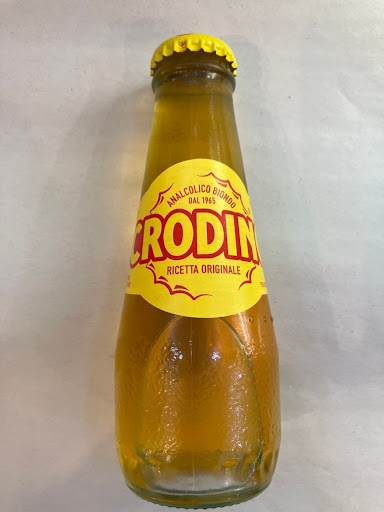 ANALCOLICO BIONDO
DAL 1965
CRODIN
RICETTA ORIGINALE